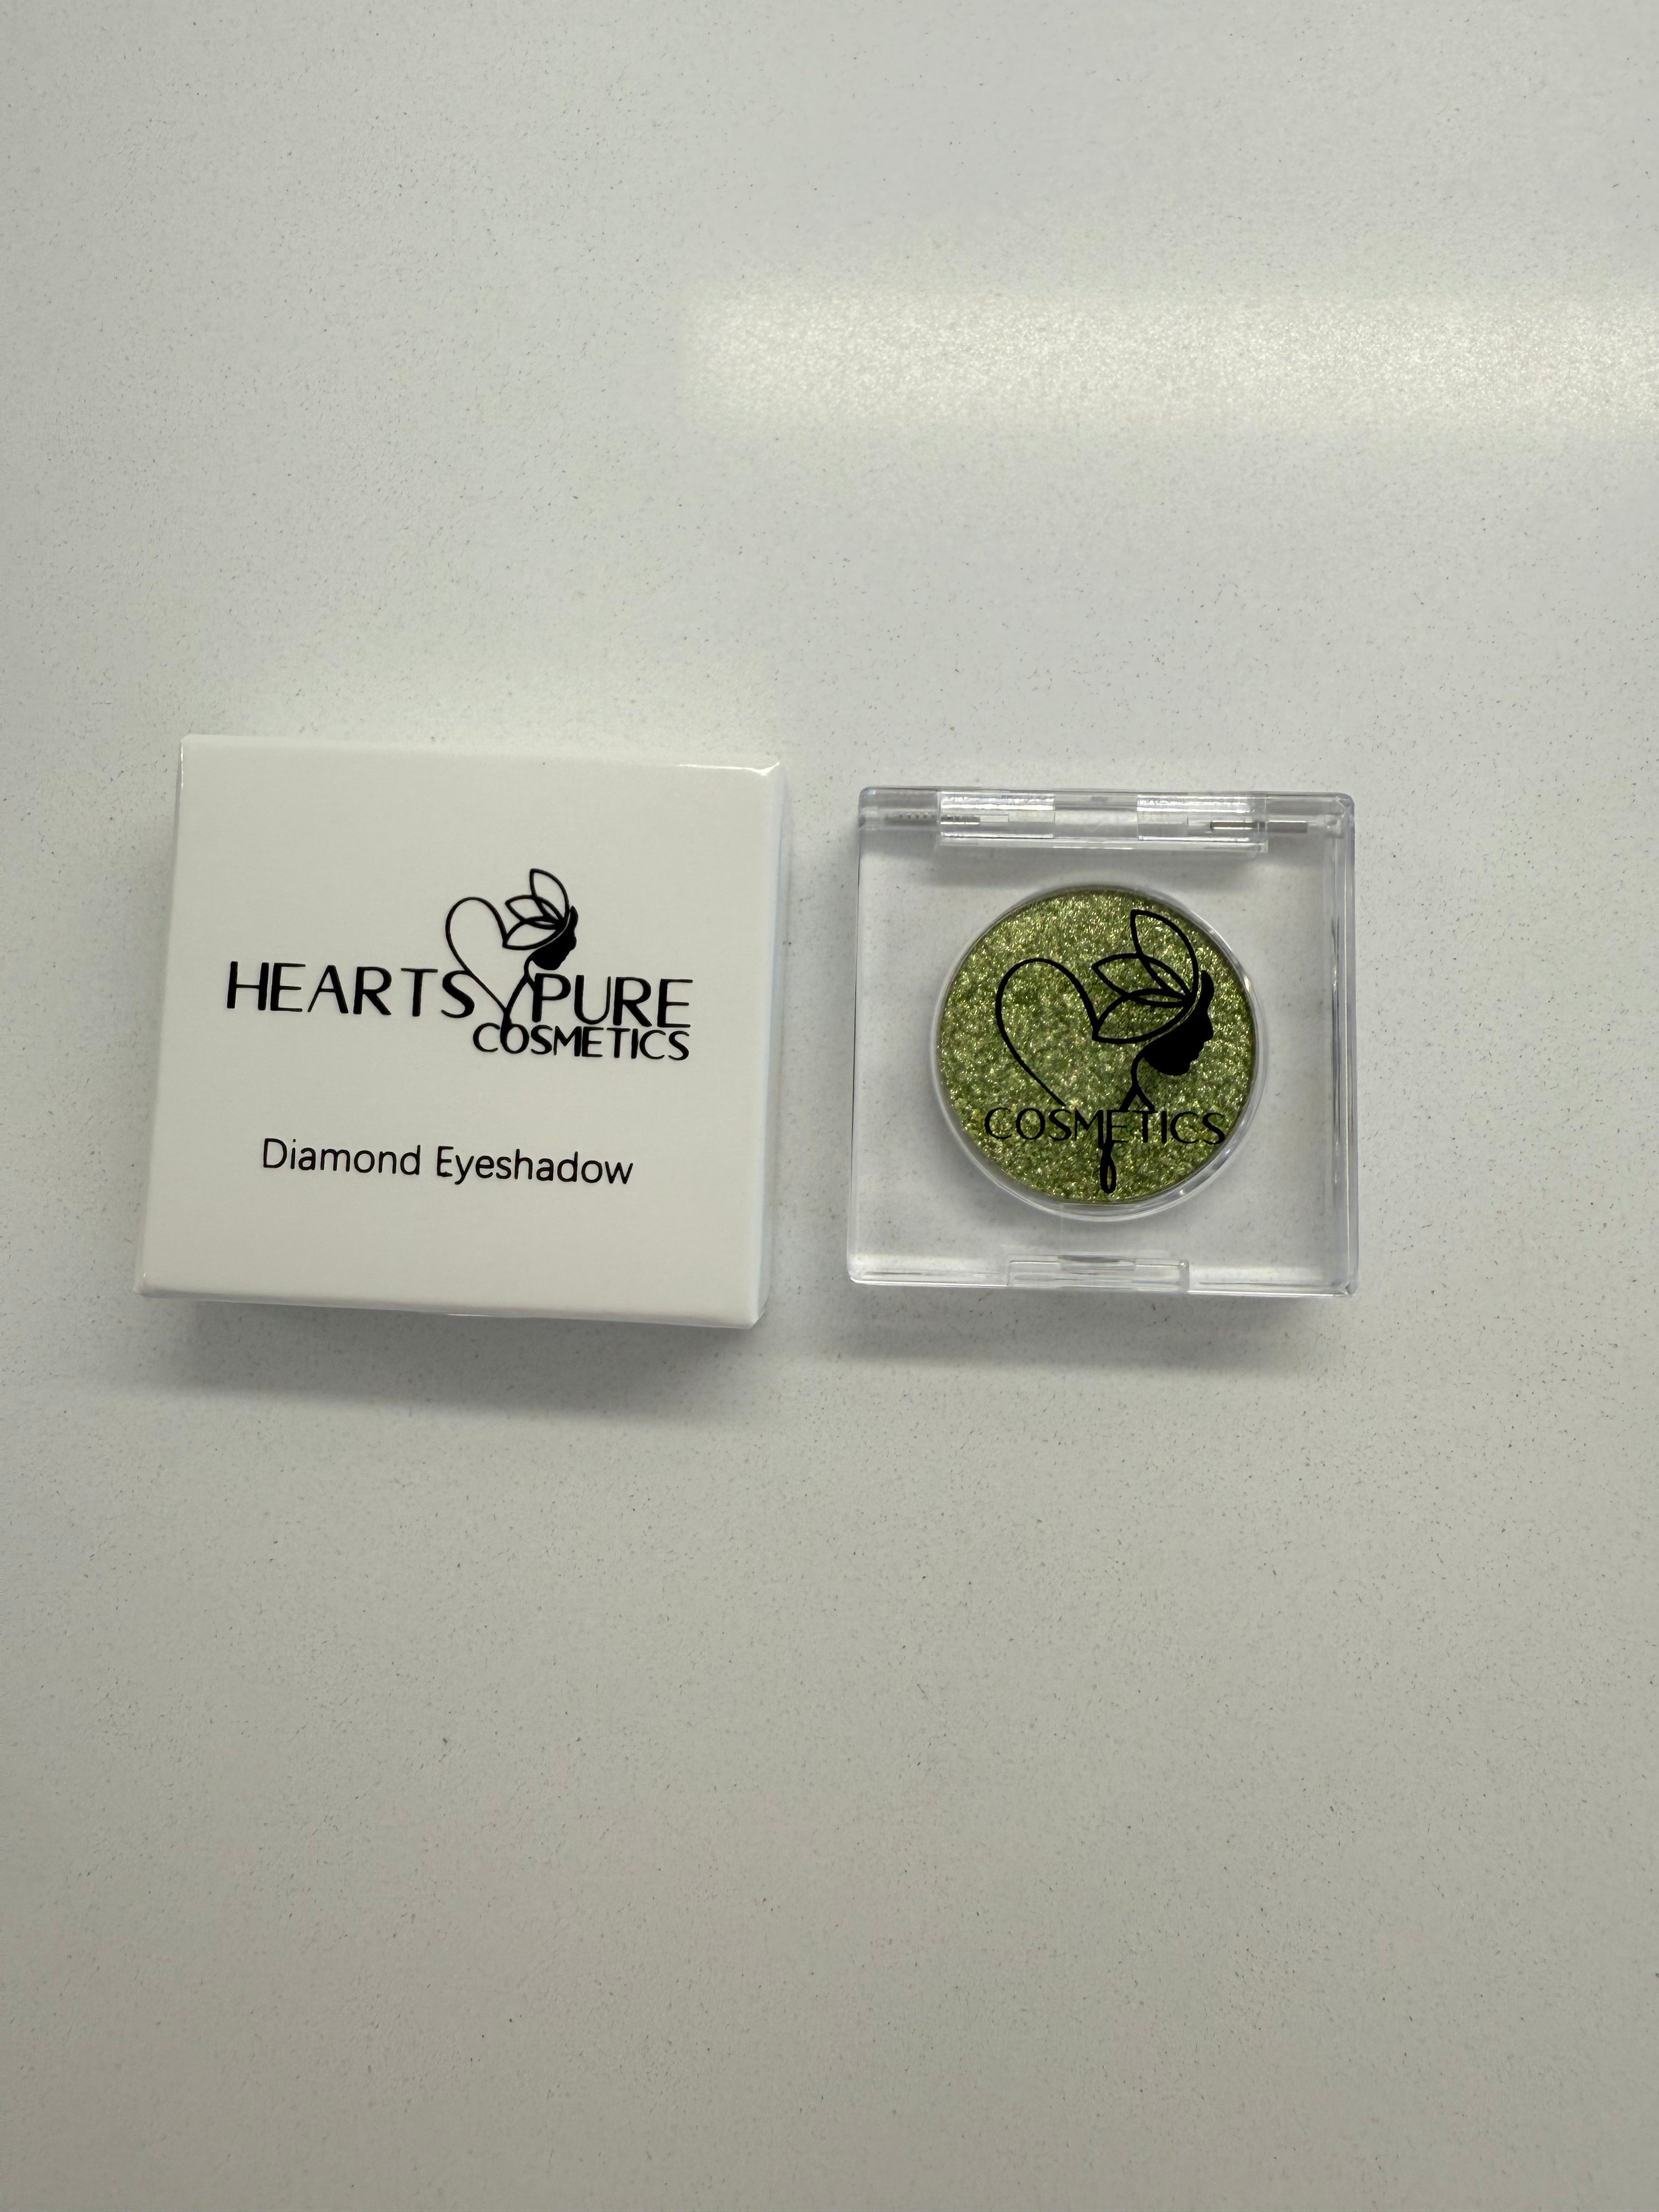 HEARTS PURE
COSMETICS
Diamond Eyeshadow
COSMETICS